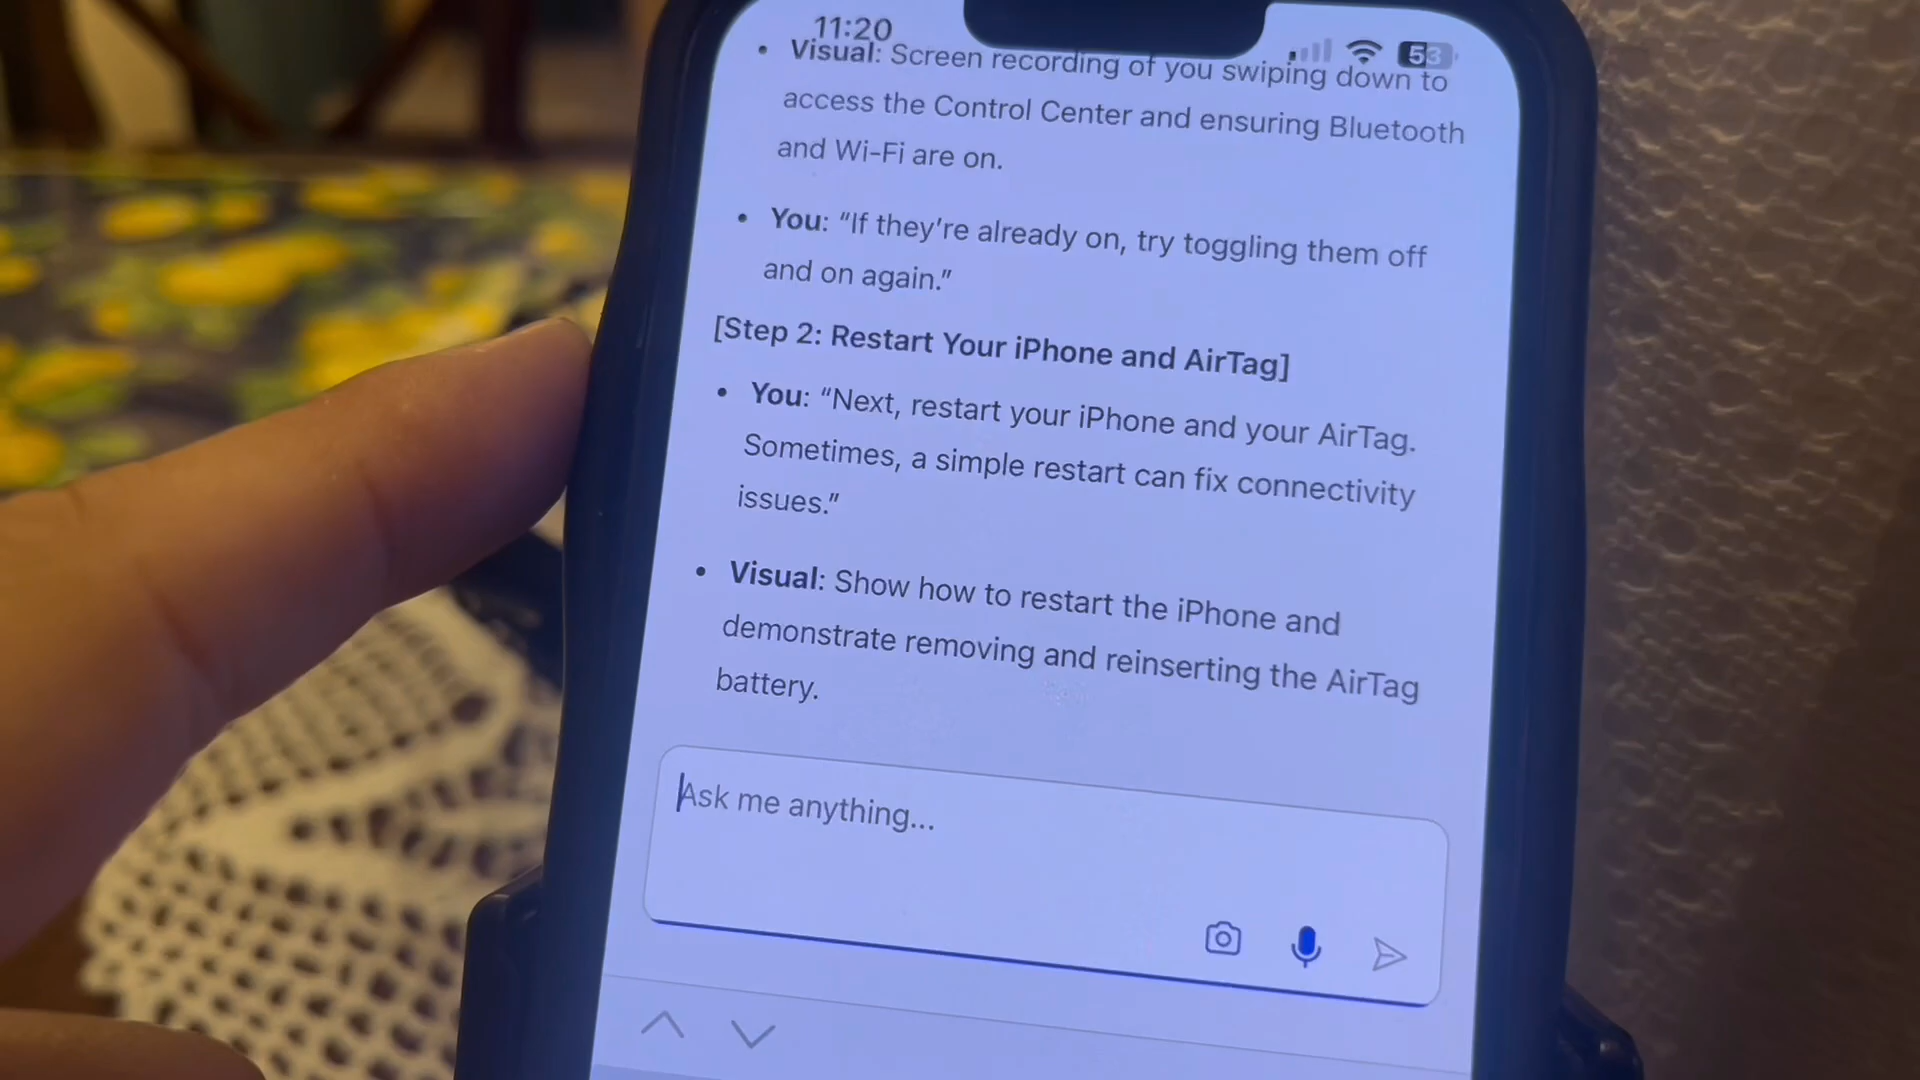 11:20
53
• Visual: Screen recording of you swiping down to
access the Control Center and ensuring Bluetooth
and Wi-Fi are on.
• You: “If they’re already on, try toggling them off
and on again.”
[Step 2: Restart Your iPhone and AirTag]
• You: “Next, restart your iPhone and your AirTag.
Sometimes, a simple restart can fix connectivity
issues.”
• Visual: Show how to restart the iPhone and
demonstrate removing and reinserting the AirTag
battery.
Ask me anything...